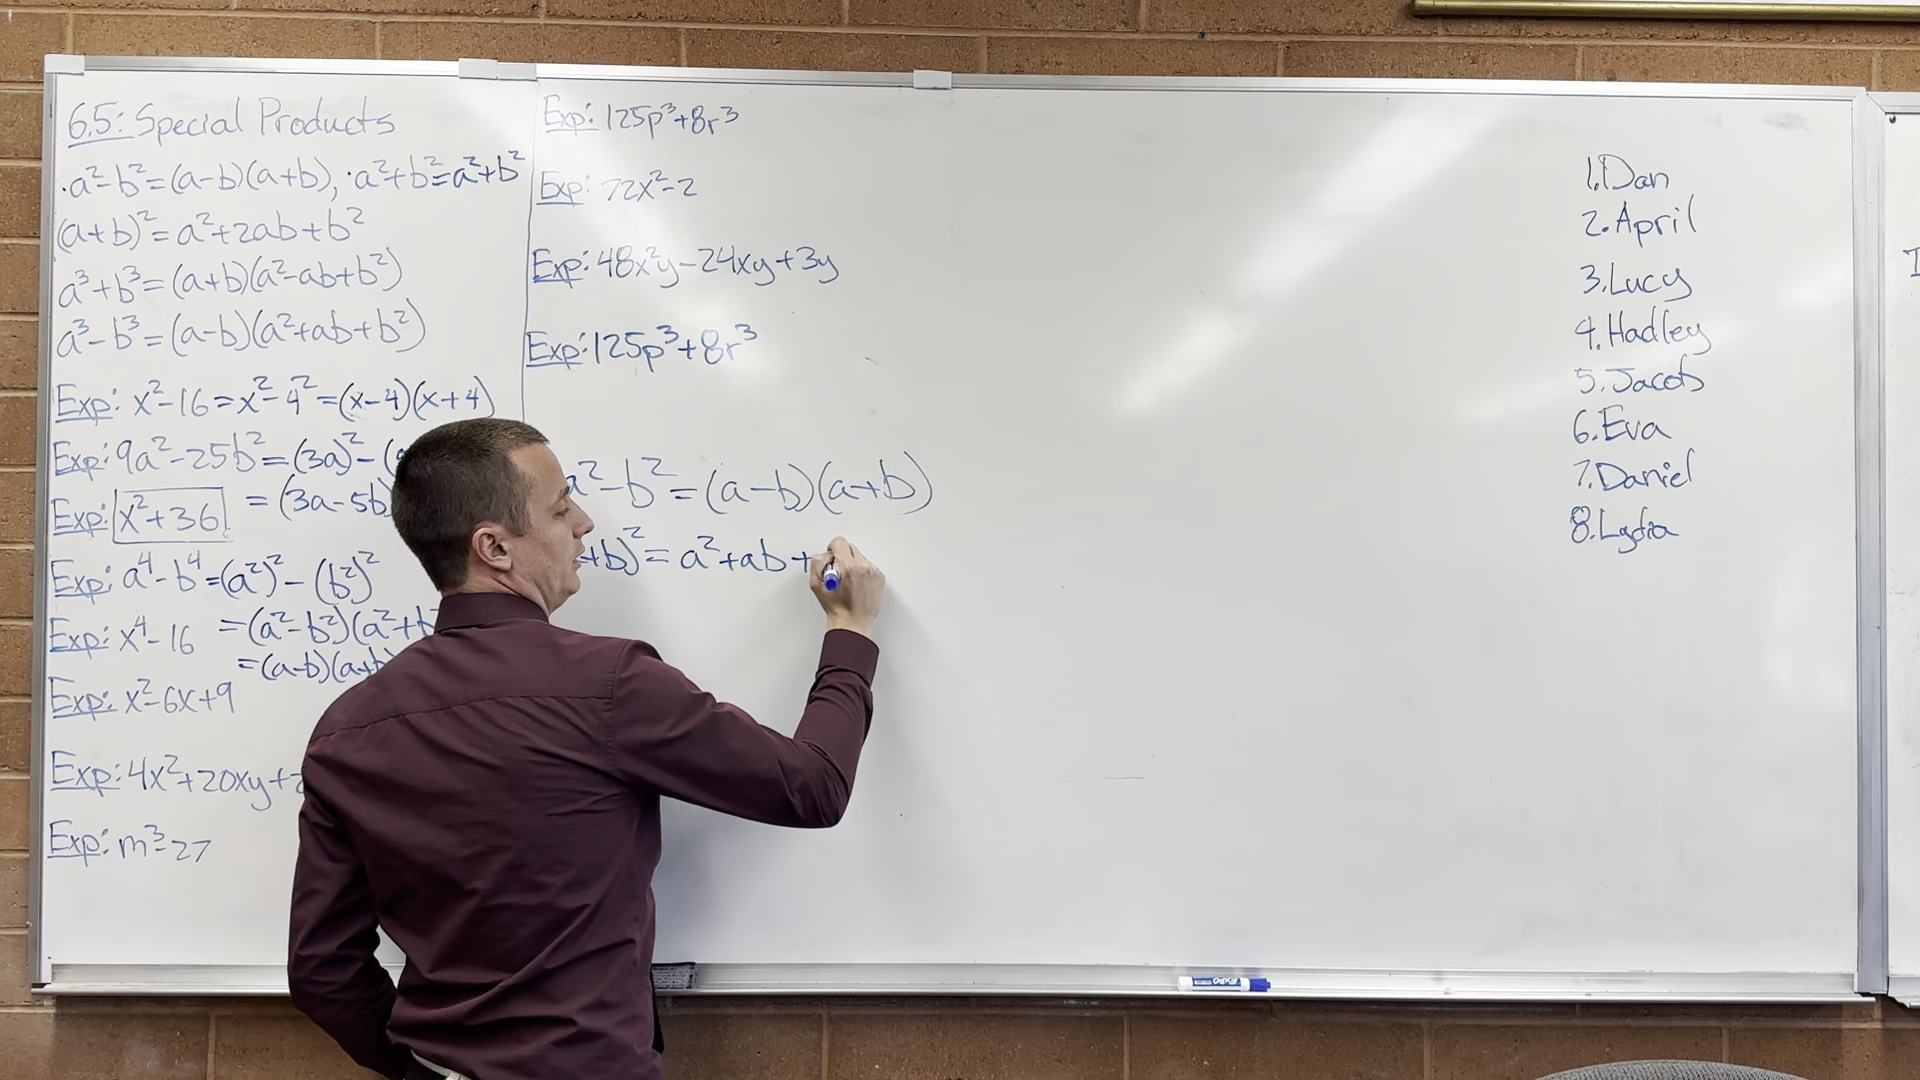 6.5: Special Products
·a²-b²=(a-b)(a+b), ·a²+b²=a²+b²
(a+b)²=a²+2ab+b²
a³+b³=(a+b)(a²-ab+b²)
a³-b³=(a-b)(a²+ab+b²)
Exp: x²-16=x²-4²=(x-4)(x+4)
Exp: 9a²-25b²=(3a)²-(
Exp: x²+36 =(3a-5b)
Exp: a⁴-b⁴=(a²)²-(b²)²
Exp: x⁴-16 =(a²-b²)(a²+b²
=(a-b)(a+b)
Exp: x²-6x+9
Exp: 4x²+20xy+2
Exp: m³-27
Exp: 125p³+8r³
Exp: 72x²-2
Exp: 48x²y-24xy+3y
Exp: 125p³+8r³
a²-b²=(a-b)(a+b)
+b)²=a²+ab+
1. Dan
2. April
3. Lucy
4. Hadley
5. Jacob
6. Eva
7. Daniel
8. Lydia